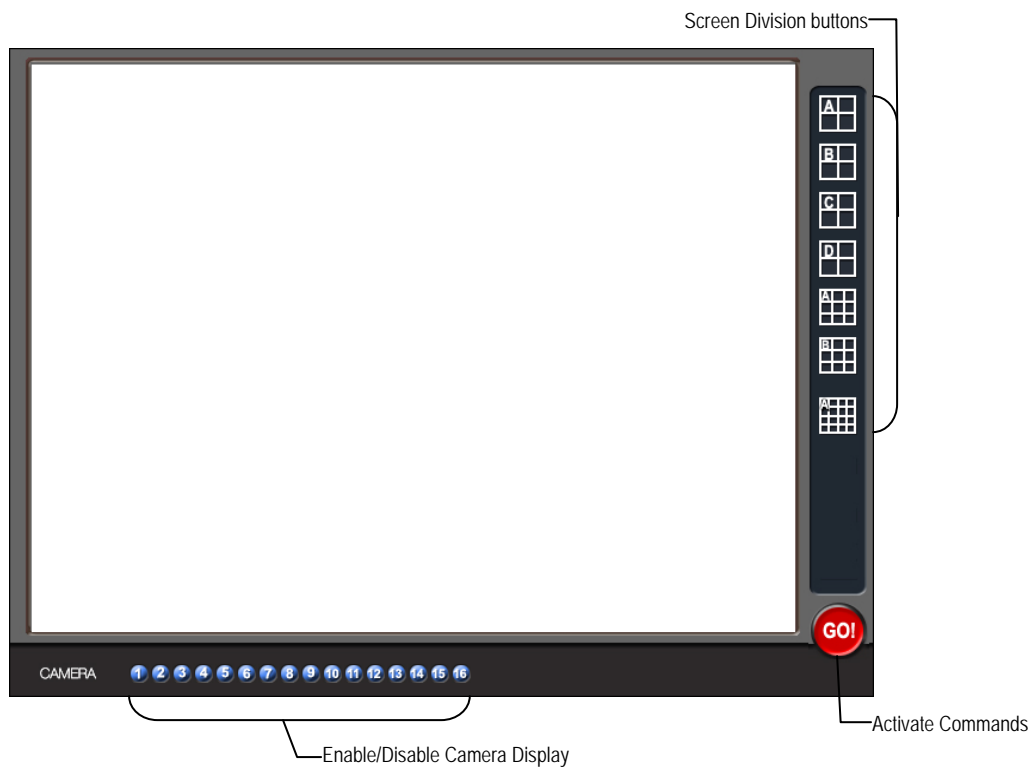 Screen Division buttons
A
B
C
D
A
B
A
GO!
CAMERA 1 2 3 4 5 6 7 8 9 10 11 12 13 14 15 16
Activate Commands
Enable/Disable Camera Display